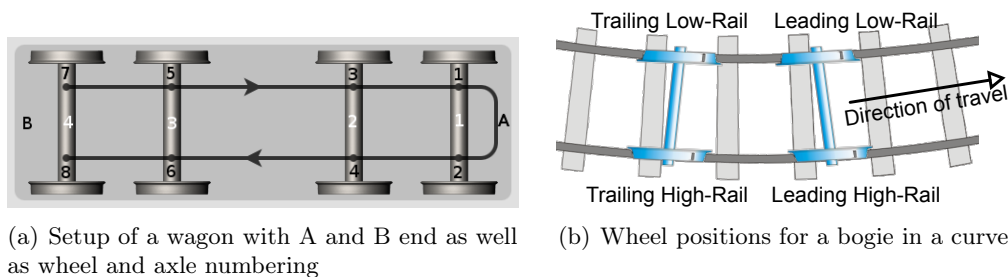 7 5 3 1
B 4 3 2 1 A
8 6 4 2
(a) Setup of a wagon with A and B end as well
as wheel and axle numbering
Trailing Low-Rail Leading Low-Rail
Direction of travel
Trailing High-Rail Leading High-Rail
(b) Wheel positions for a bogie in a curve